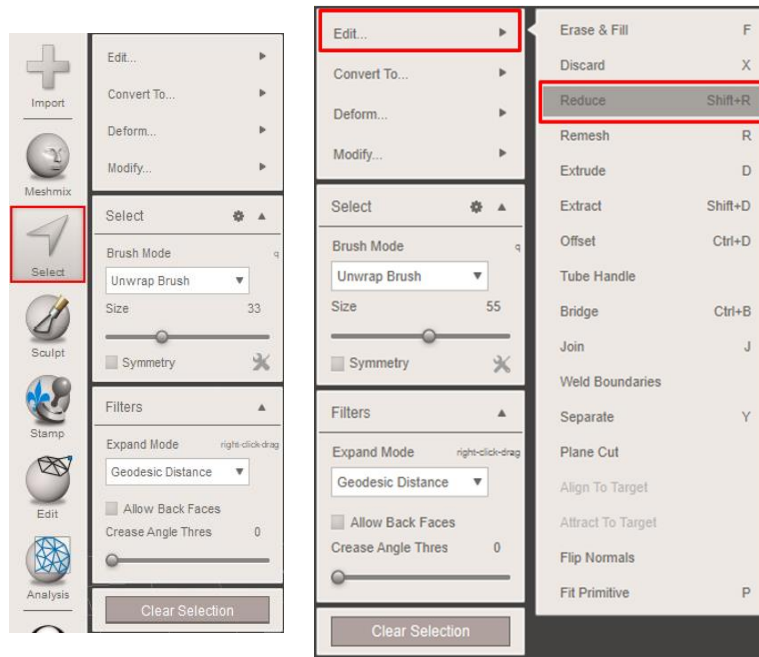 Import
Meshmix
Select
Sculpt
Stamp
Edit
Analysis
Edit...
Convert To...
Deform...
Modify...
Select
Brush Mode q
Unwrap Brush
Size 33
Symmetry
Filters
Expand Mode right-click-drag
Geodesic Distance
Allow Back Faces
Crease Angle Thres 0
Clear Selection
Edit...
Convert To...
Deform...
Modify...
Select
Brush Mode q
Unwrap Brush
Size 55
Symmetry
Filters
Expand Mode right-click-drag
Geodesic Distance
Allow Back Faces
Crease Angle Thres 0
Clear Selection
Erase & Fill F
Discard X
Reduce Shift+R
Remesh R
Extrude D
Extract Shift+D
Offset Ctrl+D
Tube Handle
Bridge Ctrl+B
Join J
Weld Boundaries
Separate Y
Plane Cut
Align To Target
Attract To Target
Flip Normals
Fit Primitive P